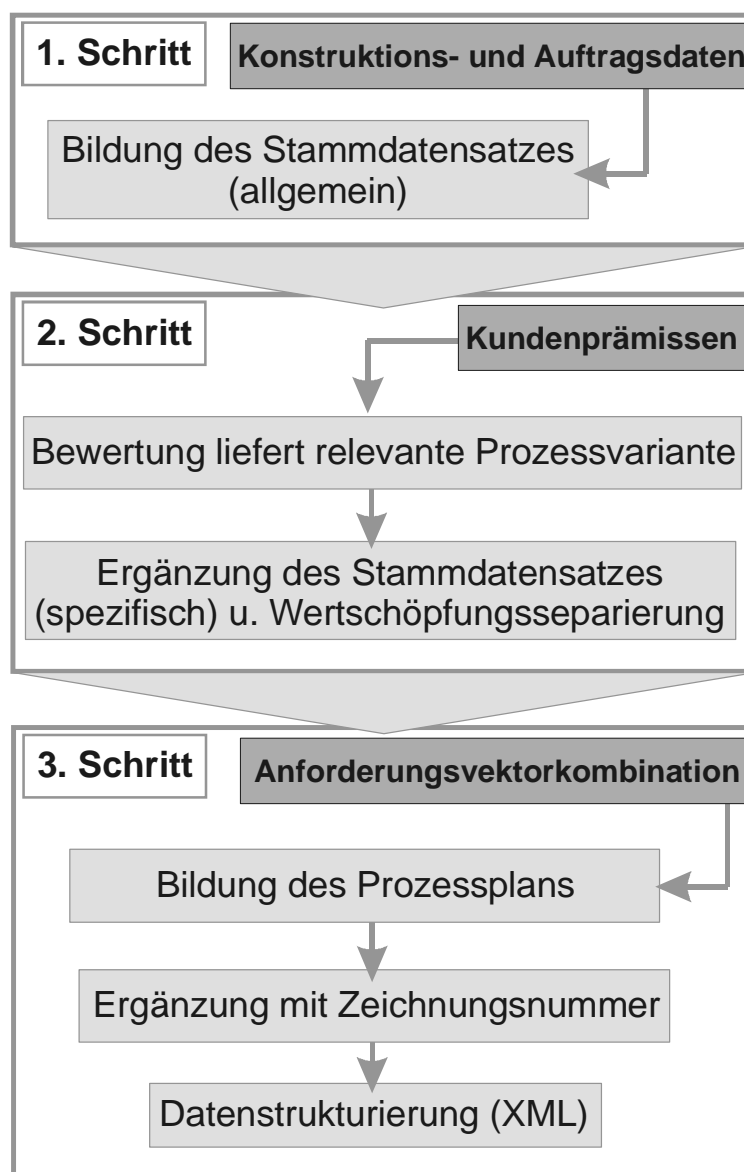 1. Schritt
Konstruktions- und Auftragsdaten
Bildung des Stammdatensatzes
(allgemein)
2. Schritt
Kundenprämissen
Bewertung liefert relevante Prozessvariante
Ergänzung des Stammdatensatzes
(spezifisch) u. Wertschöpfungsseparierung
3. Schritt
Anforderungsvektorkombination
Bildung des Prozessplans
Ergänzung mit Zeichnungsnummer
Datenstrukturierung (XML)